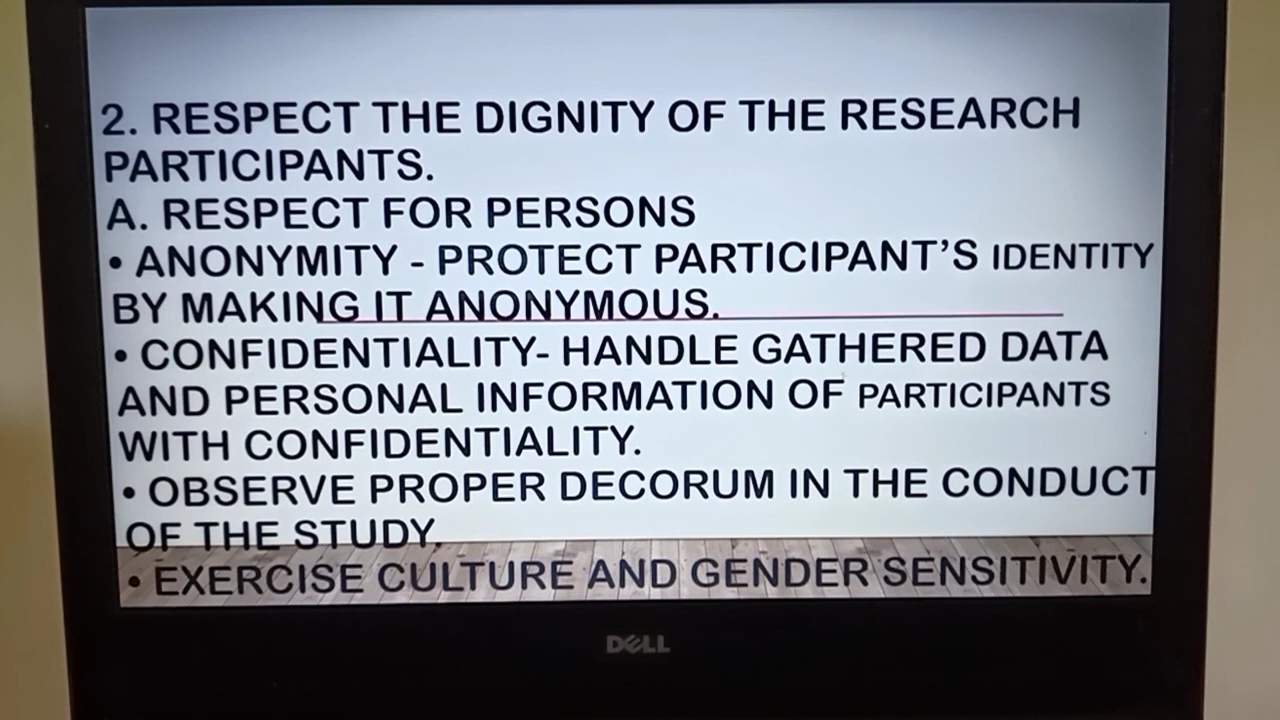 2. RESPECT THE DIGNITY OF THE RESEARCH
PARTICIPANTS.
A. RESPECT FOR PERSONS
• ANONYMITY - PROTECT PARTICIPANT’S IDENTITY
BY MAKING IT ANONYMOUS.
• CONFIDENTIALITY- HANDLE GATHERED DATA
AND PERSONAL INFORMATION OF PARTICIPANTS
WITH CONFIDENTIALITY.
• OBSERVE PROPER DECORUM IN THE CONDUCT
OF THE STUDY.
• EXERCISE CULTURE AND GENDER SENSITIVITY.
DELL